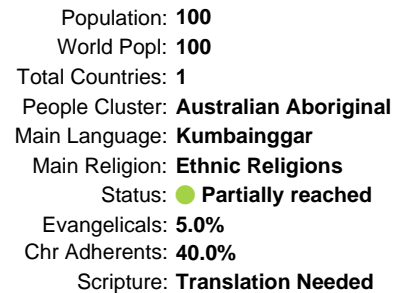 Population: 100
World Popl: 100
Total Countries: 1
People Cluster: Australian Aboriginal
Main Language: Kumbainggar
Main Religion: Ethnic Religions
Status: Partially reached
Evangelicals: 5.0%
Chr Adherents: 40.0%
Scripture: Translation Needed